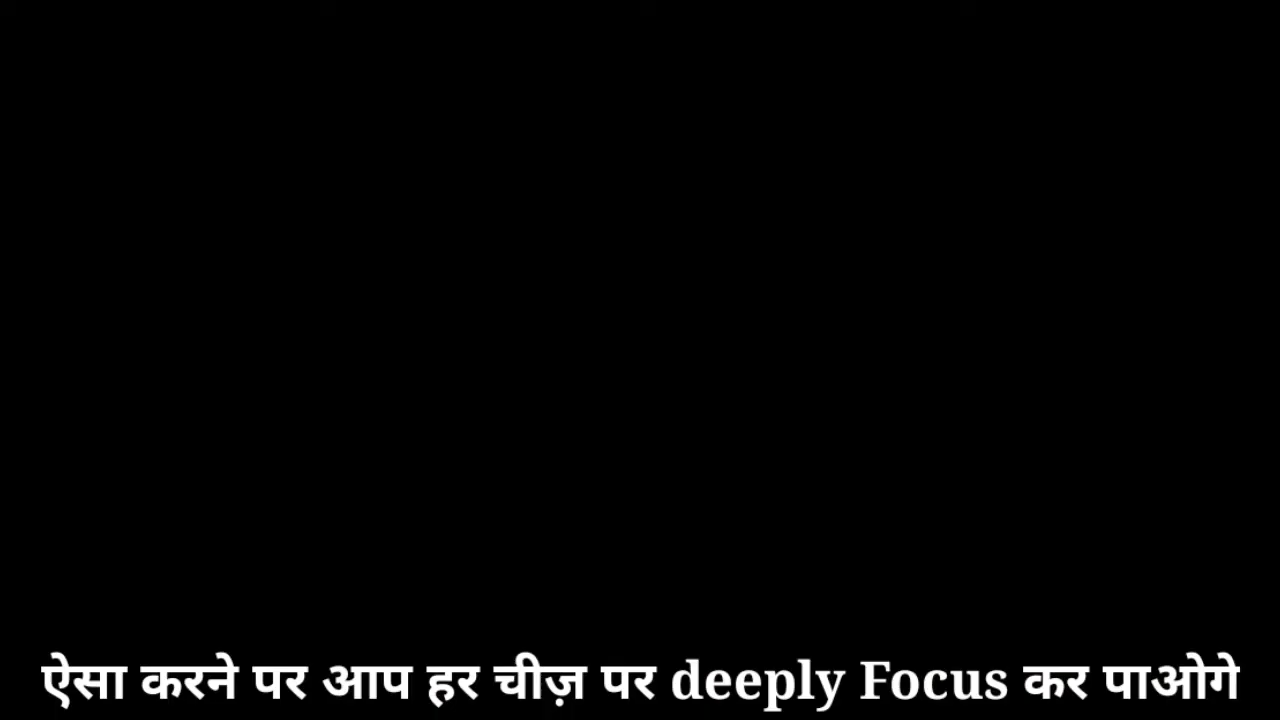 ऐसा करने पर आप हर चीज़ पर deeply Focus कर पाओगे